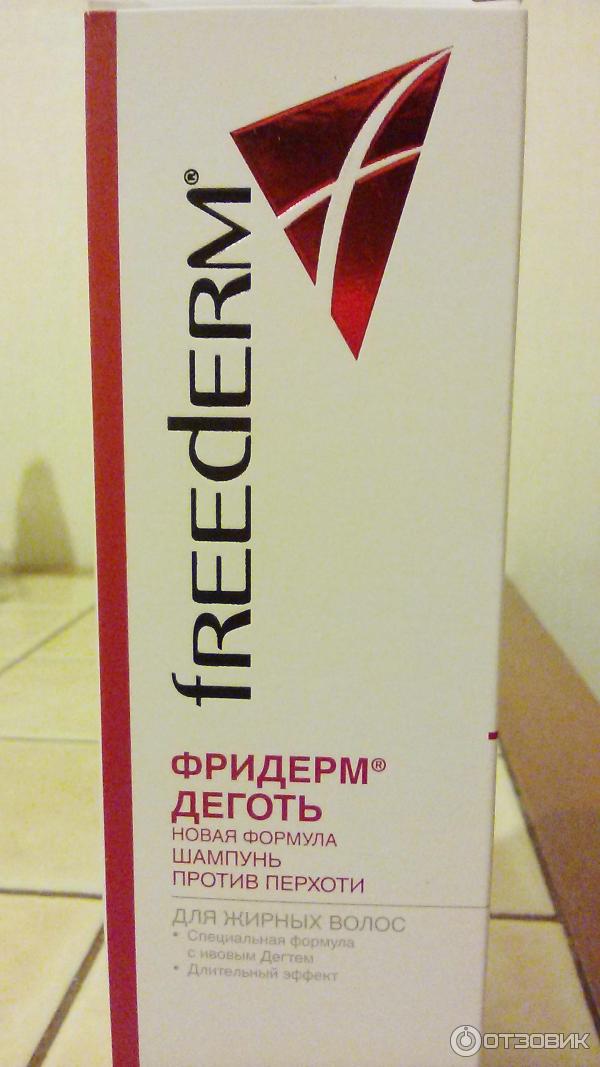 fREEdERM®
ФРИДЕРМ®
ДЕГОТЬ
НОВАЯ ФОРМУЛА
ШАМПУНЬ
ПРОТИВ ПЕРХОТИ
ДЛЯ ЖИРНЫХ ВОЛОС
• Специальная формула
с ивовым Дегтем
• Длительный эффект
ОТЗОВИК